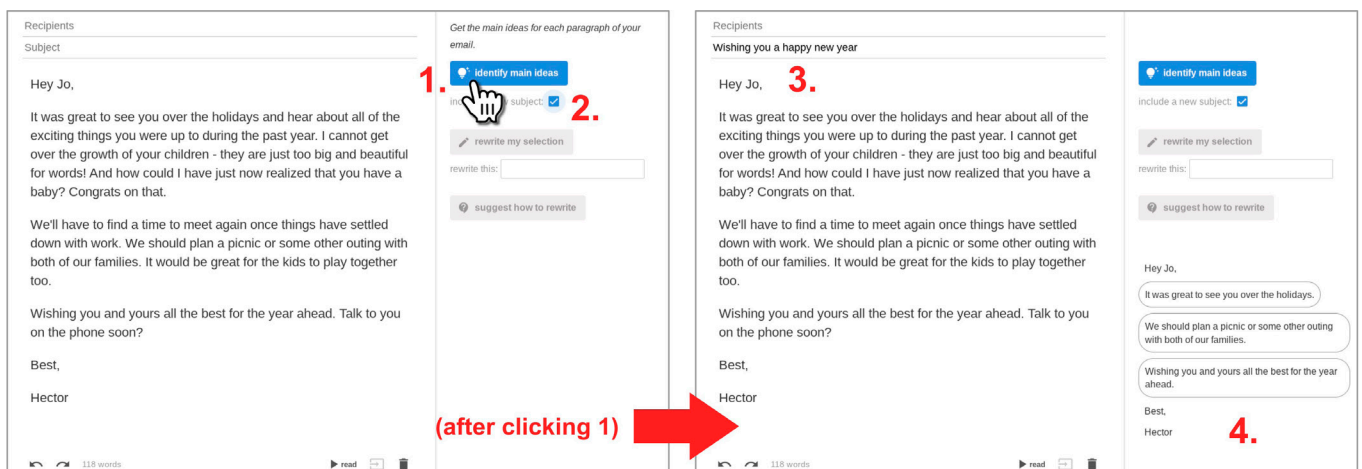 Recipients
Subject
Hey Jo,
It was great to see you over the holidays and hear about all of the
exciting things you were up to during the past year. I cannot get
over the growth of your children - they are just too big and beautiful
for words! And how could I have just now realized that you have a
baby? Congrats on that.
We'll have to find a time to meet again once things have settled
down with work. We should plan a picnic or some other outing with
both of our families. It would be great for the kids to play together
too.
Wishing you and yours all the best for the year ahead. Talk to you
on the phone soon?
Best,
Hector
118 words
read
Get the main ideas for each paragraph of your
email.
1.
identify main ideas
subject:
2.
rewrite my selection
rewrite this:
suggest how to rewrite
(after clicking 1)
Recipients
Wishing you a happy new year
Hey Jo,
3.
It was great to see you over the holidays and hear about all of the
exciting things you were up to during the past year. I cannot get
over the growth of your children - they are just too big and beautiful
for words! And how could I have just now realized that you have a
baby? Congrats on that.
We'll have to find a time to meet again once things have settled
down with work. We should plan a picnic or some other outing with
both of our families. It would be great for the kids to play together
too.
Wishing you and yours all the best for the year ahead. Talk to you
on the phone soon?
Best,
Hector
118 words
read
identify main ideas
include a new subject:
rewrite my selection
rewrite this:
suggest how to rewrite
Hey Jo,
It was great to see you over the holidays.
We should plan a picnic or some other outing
with both of our families.
Wishing you and yours all the best for the year
ahead.
Best,
Hector
4.